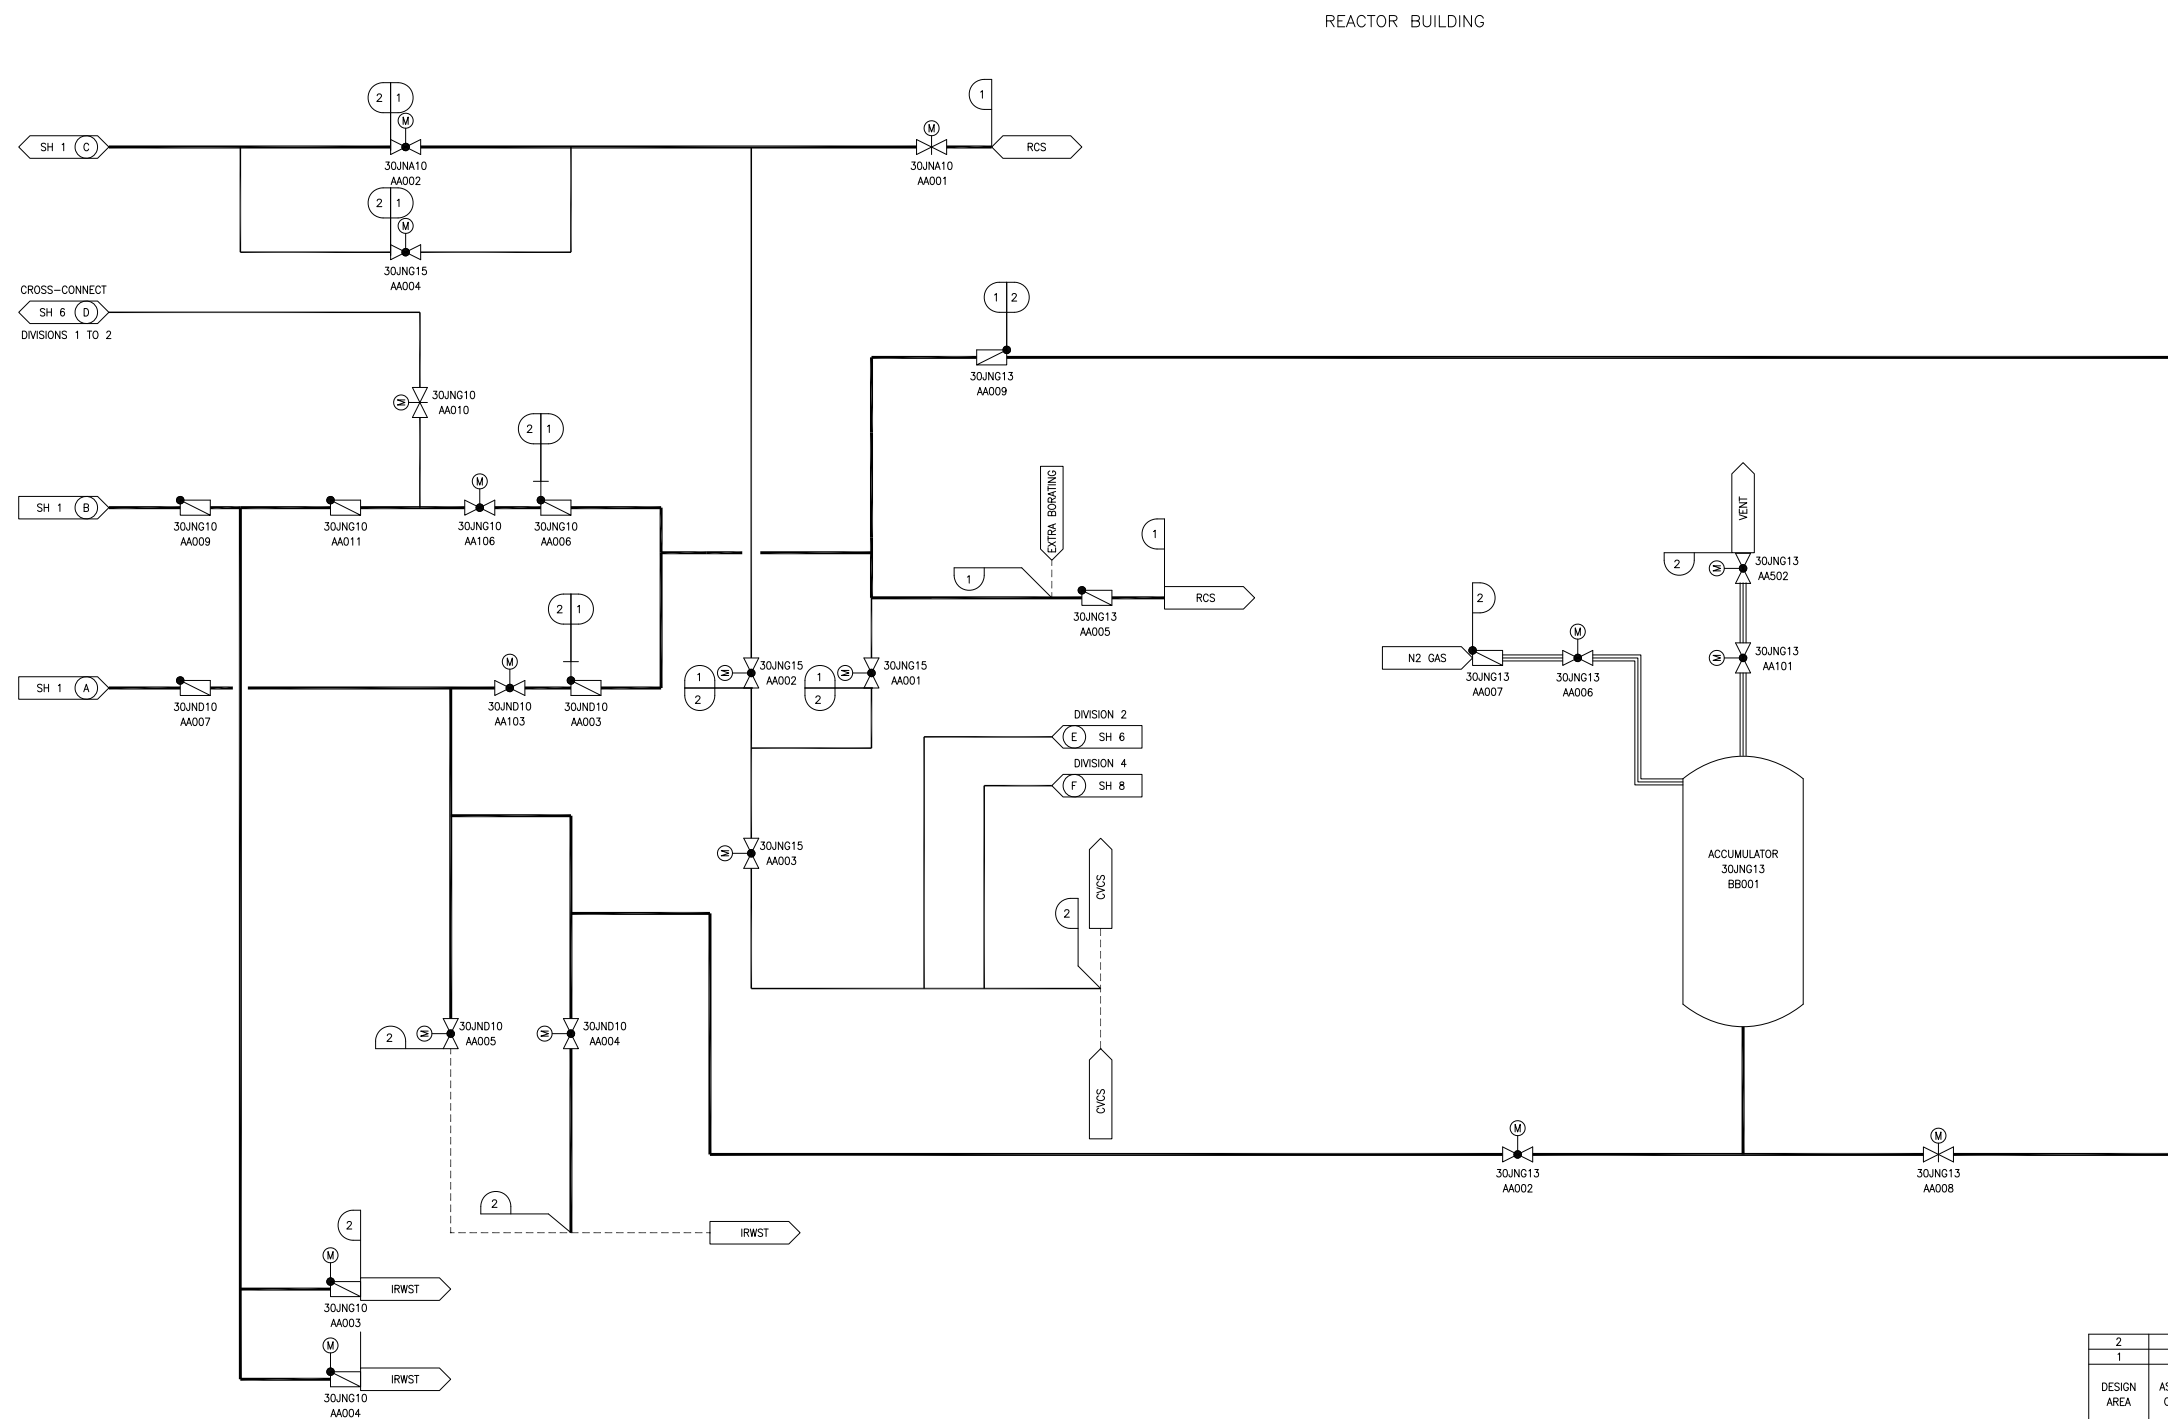 REACTOR BUILDING
2 1
1
M
M
SH 1 C
RCS
30JNA10
AA002
30JNA10
AA001
2 1
M
30JNG15
AA004
CROSS-CONNECT
SH 6 D
DIVISIONS 1 TO 2
1 2
30JNG13
AA009
M
30JNG10
AA010
2 1
M
EXTRA BORATING
VENT
SH 1 B
30JNG10
AA009
30JNG10
AA011
30JNG10
AA106
30JNG10
AA006
1
2
M
30JNG13
AA502
1
RCS
30JNG13
AA005
2 1
2
M
M
N2 GAS
30JNG13
AA007
30JNG13
AA006
M
30JNG13
AA101
SH 1 A
30JND10
AA007
30JND10
AA103
30JND10
AA003
1
2
M
30JNG15
AA002
1
2
M
30JNG15
AA001
DIVISION 2
E SH 6
DIVISION 4
F SH 8
M
30JNG15
AA003
ACCUMULATOR
30JNG13
BB001
CVCS
2
2
M
30JND10
AA005
M
30JND10
AA004
CVCS
M
30JNG13
AA002
M
30JNG13
AA008
2
IRWST
2
M
IRWST
30JNG10
AA003
M
IRWST
30JNG10
AA004
2
1
DESIGN
AREA